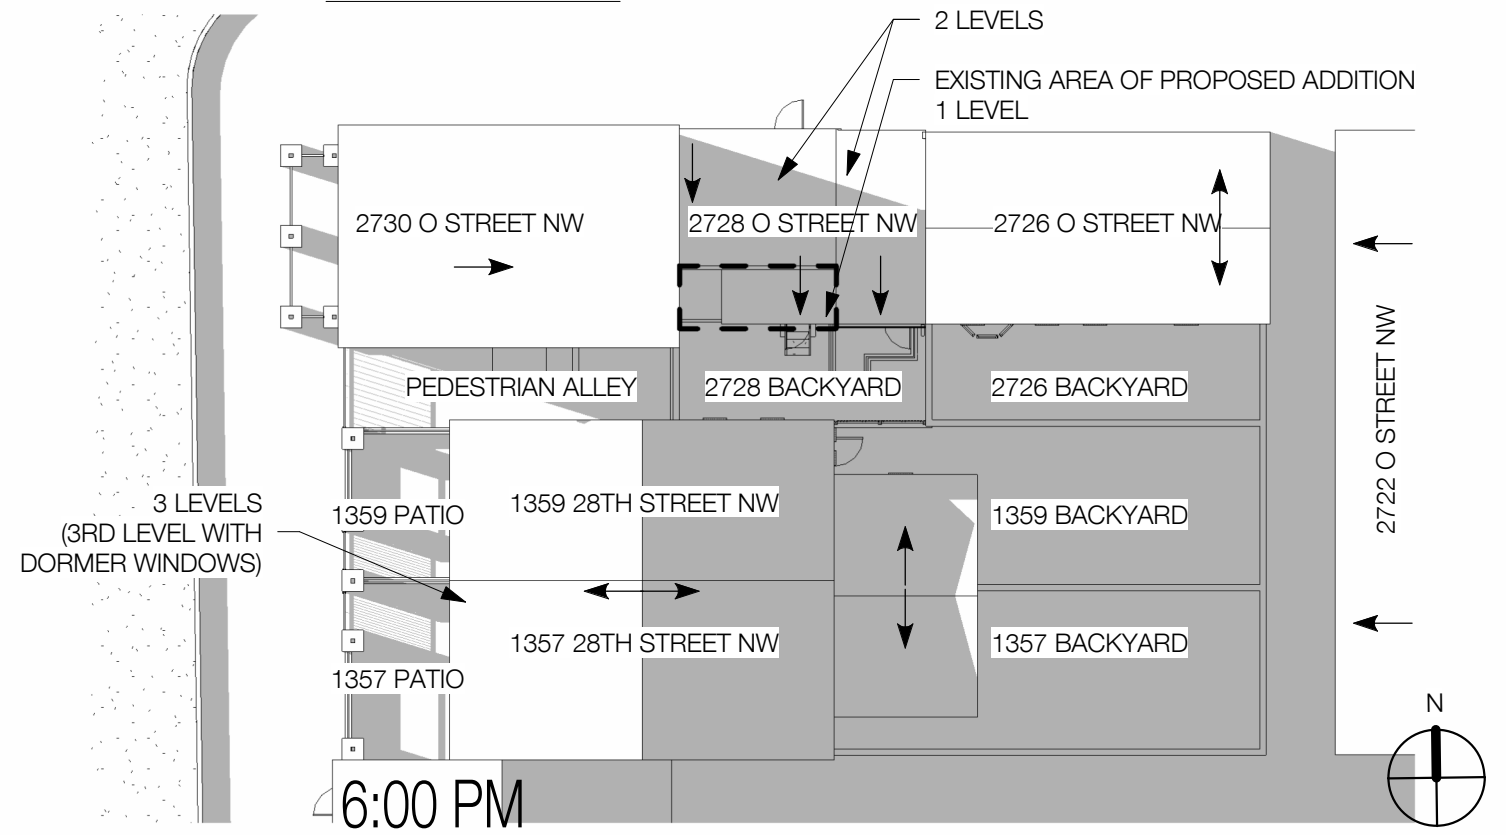 2 LEVELS
EXISTING AREA OF PROPOSED ADDITION
1 LEVEL
2730 O STREET NW
2728 O STREET NW
2726 O STREET NW
2722 O STREET NW
PEDESTRIAN ALLEY
2728 BACKYARD
2726 BACKYARD
3 LEVELS
(3RD LEVEL WITH
DORMER WINDOWS)
1359 PATIO
1359 28TH STREET NW
1359 BACKYARD
1357 28TH STREET NW
1357 BACKYARD
1357 PATIO
N
6:00 PM